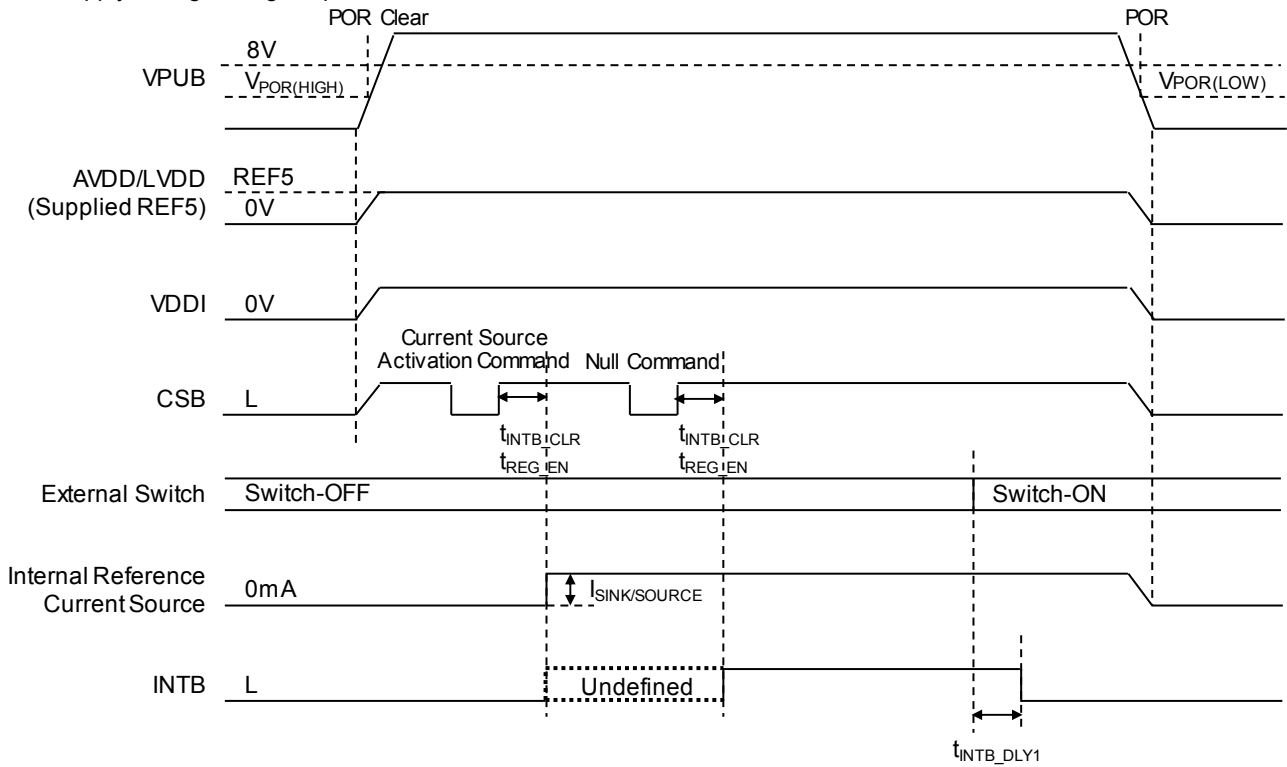 POR Clear
POR
8V
VPUB
VPOR(HIGH)
VPOR(LOW)
AVDD/LVDD
(Supplied REF5)
REF5
0V
VDDI
0V
Current Source
Activation Command
Null Command
CSB
L
tINTB_CLR
tREG_EN
tINTB_CLR
tREG_EN
External Switch
Switch-OFF
Switch-ON
Internal Reference
Current Source
0mA
ISINK/SOURCE
INTB
L
Undefined
tINTB_DLY1